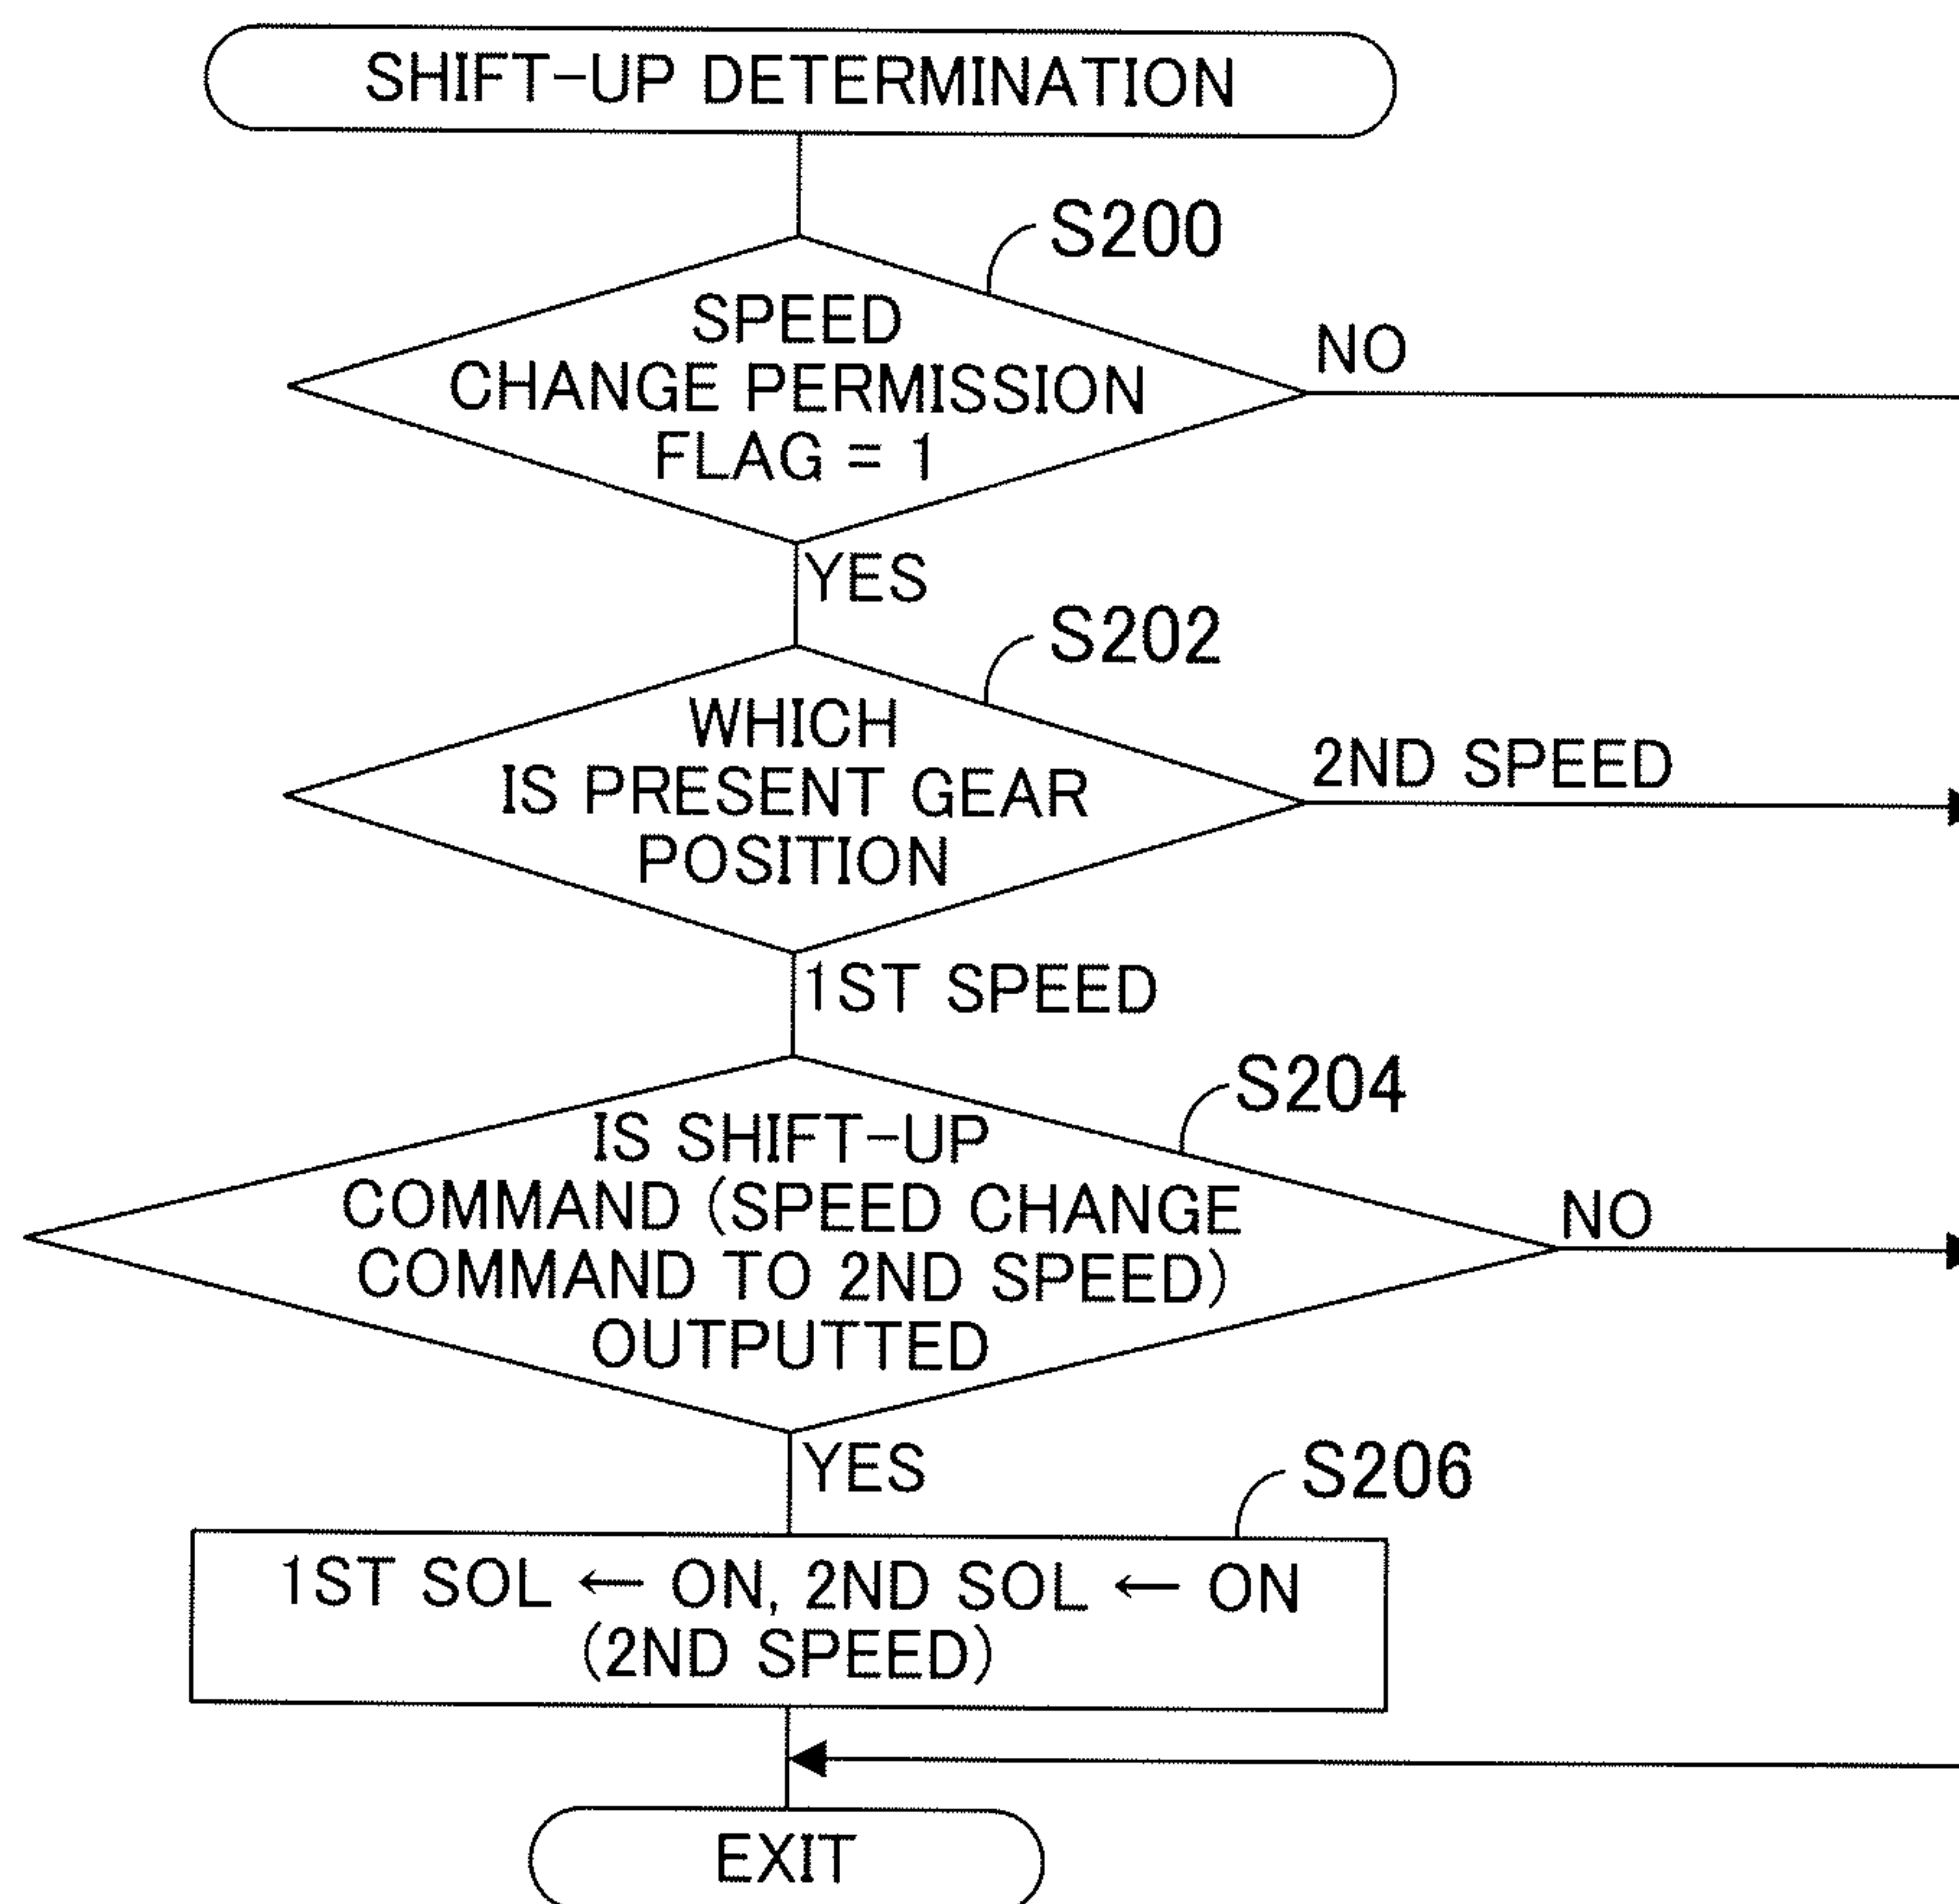 SHIFT-UP DETERMINATION
S200
SPEED
CHANGE PERMISSION
FLAG = 1
NO
YES
S202
WHICH
IS PRESENT GEAR
POSITION
2ND SPEED
1ST SPEED
S204
IS SHIFT-UP
COMMAND (SPEED CHANGE
COMMAND TO 2ND SPEED)
OUTPUTTED
NO
YES
S206
1ST SOL ← ON, 2ND SOL ← ON
(2ND SPEED)
EXIT